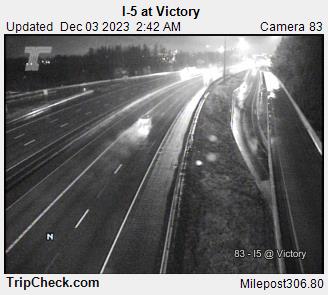 I-5 at Victory
Updated Dec 03 2023 2:42 AM Camera 83
T
N
83 - I5 @ Victory
TripCheck.com Milepost306.80